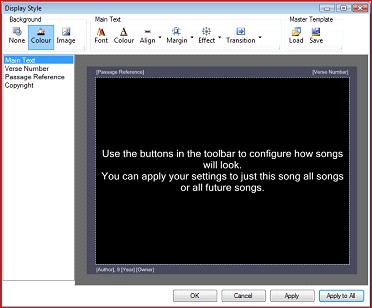 Display Style
Background
Main Text
Master Template
None Colour Image
Font Colour Align Margin Effect Transition
Load Save
Main Text
Verse Number
Passage Reference
Copyright
[Passage Reference] [Verse Number]
Use the buttons in the toolbar to configure how songs
will look.
You can apply your settings to just this song all songs
or all future songs.
[Author], © [Year] [Owner]
OK Cancel Apply Apply to All